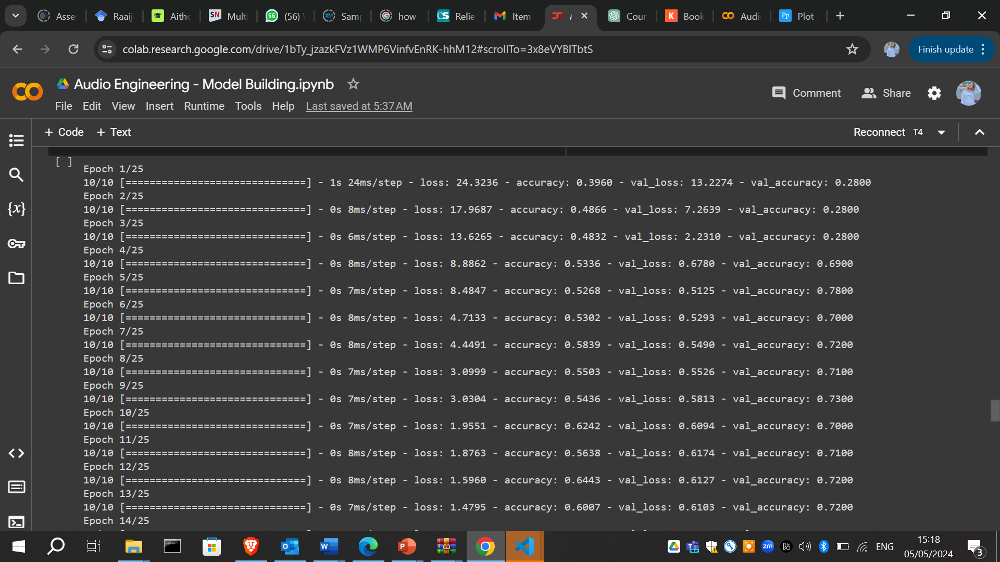 Asse
Raaij
Aitho
SN Multi
56 (56)
XM Samp
how
CS Relie
Item
Cour
K Book
Audi
Pp Plot
colab.research.google.com/drive/1bTy_jzazkFVz1WMP6VinfvEnRK-hhM12#scrollTo=3x8eVYBlTbtS
Finish update
Audio Engineering - Model Building.ipynb
Comment Share
File Edit View Insert Runtime Tools Help Last saved at 5:37 AM
+ Code + Text
Reconnect T4
[ ]
Epoch 1/25
10/10 [==============================] - 1s 24ms/step - loss: 24.3236 - accuracy: 0.3960 - val_loss: 13.2274 - val_accuracy: 0.2800
Epoch 2/25
10/10 [==============================] - 0s 8ms/step - loss: 17.9687 - accuracy: 0.4866 - val_loss: 7.2639 - val_accuracy: 0.2800
Epoch 3/25
10/10 [==============================] - 0s 6ms/step - loss: 13.6265 - accuracy: 0.4832 - val_loss: 2.2310 - val_accuracy: 0.2800
Epoch 4/25
10/10 [==============================] - 0s 8ms/step - loss: 8.8862 - accuracy: 0.5336 - val_loss: 0.6780 - val_accuracy: 0.6900
Epoch 5/25
10/10 [==============================] - 0s 7ms/step - loss: 8.4847 - accuracy: 0.5268 - val_loss: 0.5125 - val_accuracy: 0.7800
Epoch 6/25
10/10 [==============================] - 0s 8ms/step - loss: 4.7133 - accuracy: 0.5302 - val_loss: 0.5293 - val_accuracy: 0.7000
Epoch 7/25
10/10 [==============================] - 0s 8ms/step - loss: 4.4491 - accuracy: 0.5839 - val_loss: 0.5490 - val_accuracy: 0.7200
Epoch 8/25
10/10 [==============================] - 0s 7ms/step - loss: 3.0999 - accuracy: 0.5503 - val_loss: 0.5526 - val_accuracy: 0.7100
Epoch 9/25
10/10 [==============================] - 0s 7ms/step - loss: 3.0304 - accuracy: 0.5436 - val_loss: 0.5813 - val_accuracy: 0.7300
Epoch 10/25
10/10 [==============================] - 0s 7ms/step - loss: 1.9551 - accuracy: 0.6242 - val_loss: 0.6094 - val_accuracy: 0.7000
Epoch 11/25
10/10 [==============================] - 0s 8ms/step - loss: 1.8763 - accuracy: 0.5638 - val_loss: 0.6174 - val_accuracy: 0.7100
Epoch 12/25
10/10 [==============================] - 0s 8ms/step - loss: 1.5960 - accuracy: 0.6443 - val_loss: 0.6127 - val_accuracy: 0.7200
Epoch 13/25
10/10 [==============================] - 0s 7ms/step - loss: 1.4795 - accuracy: 0.6007 - val_loss: 0.6103 - val_accuracy: 0.7200
Epoch 14/25
ENG
15:18
05/05/2024
3